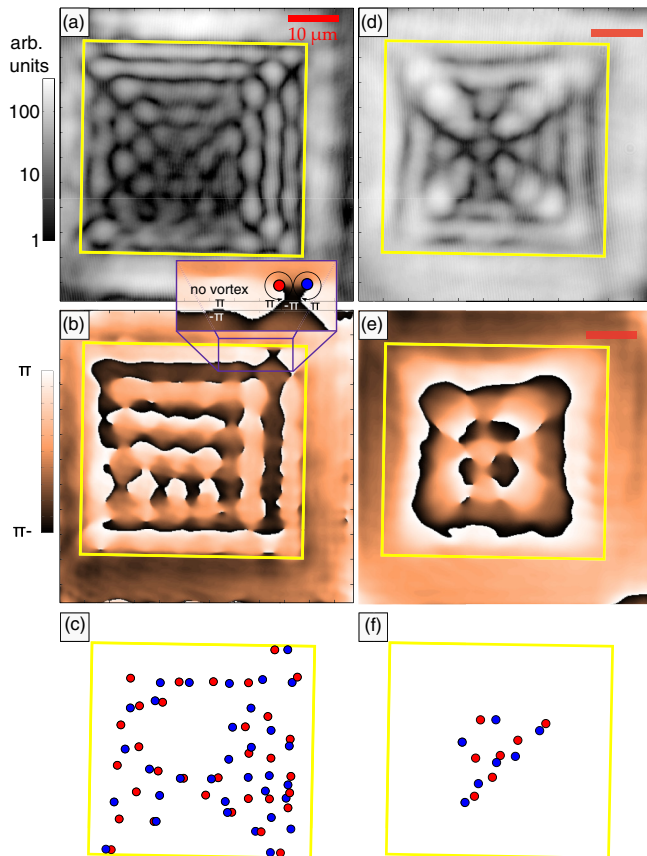 (a)
10 μm
(d)
arb.
units
100
10
1
no vortex
π
-π
π
-π
π
(b)
(e)
π
π-
(c)
(f)